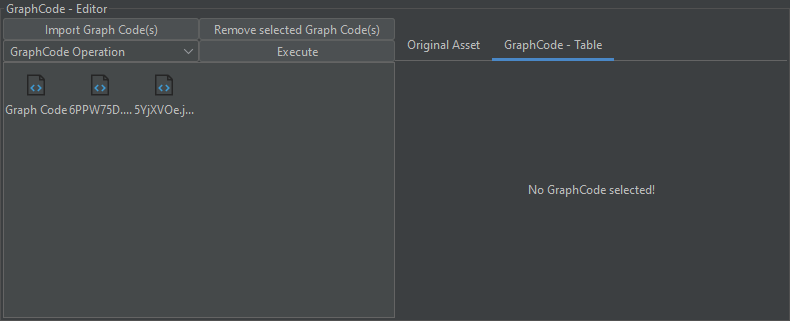 GraphCode - Editor
Import Graph Code(s)
Remove selected Graph Code(s)
GraphCode Operation
Execute
Graph Code
6PPW75D....
5YjXVOe.j...
Original Asset
GraphCode - Table
No GraphCode selected!